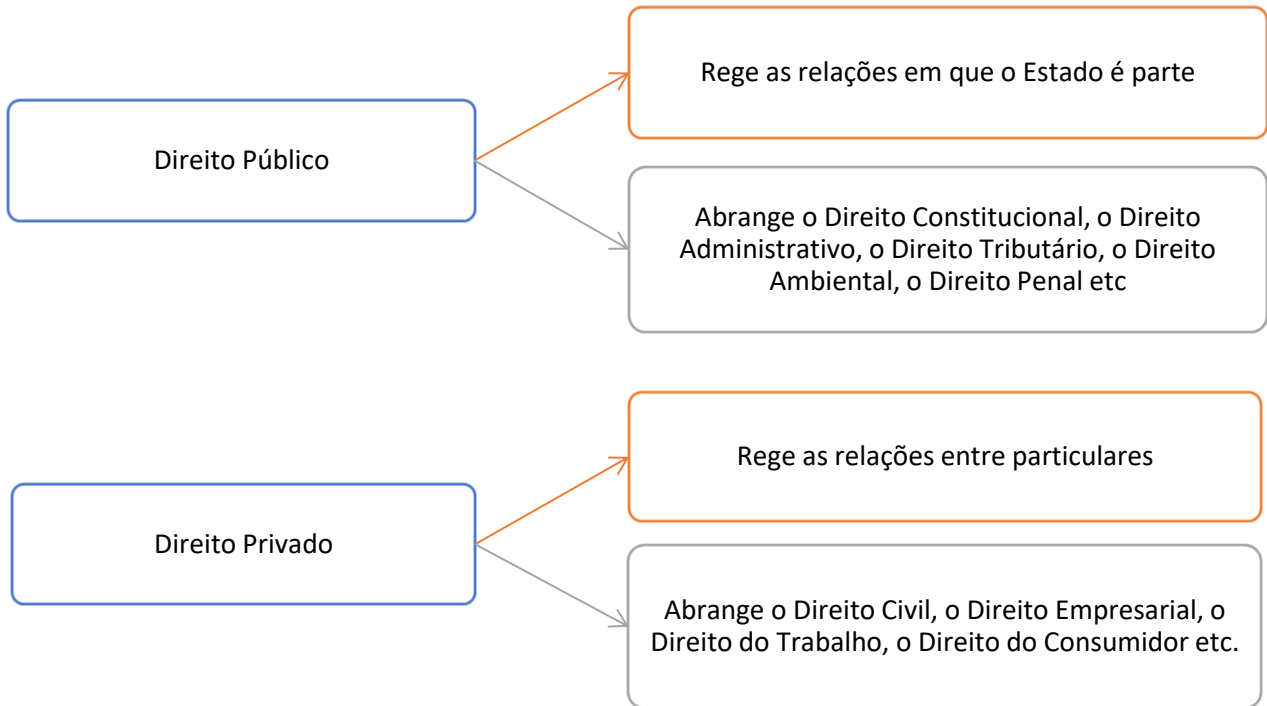 Direito Público
Rege as relações em que o Estado é parte
Abrange o Direito Constitucional, o Direito
Administrativo, o Direito Tributário, o Direito
Ambiental, o Direito Penal etc
Direito Privado
Rege as relações entre particulares
Abrange o Direito Civil, o Direito Empresarial, o
Direito do Trabalho, o Direito do Consumidor etc.